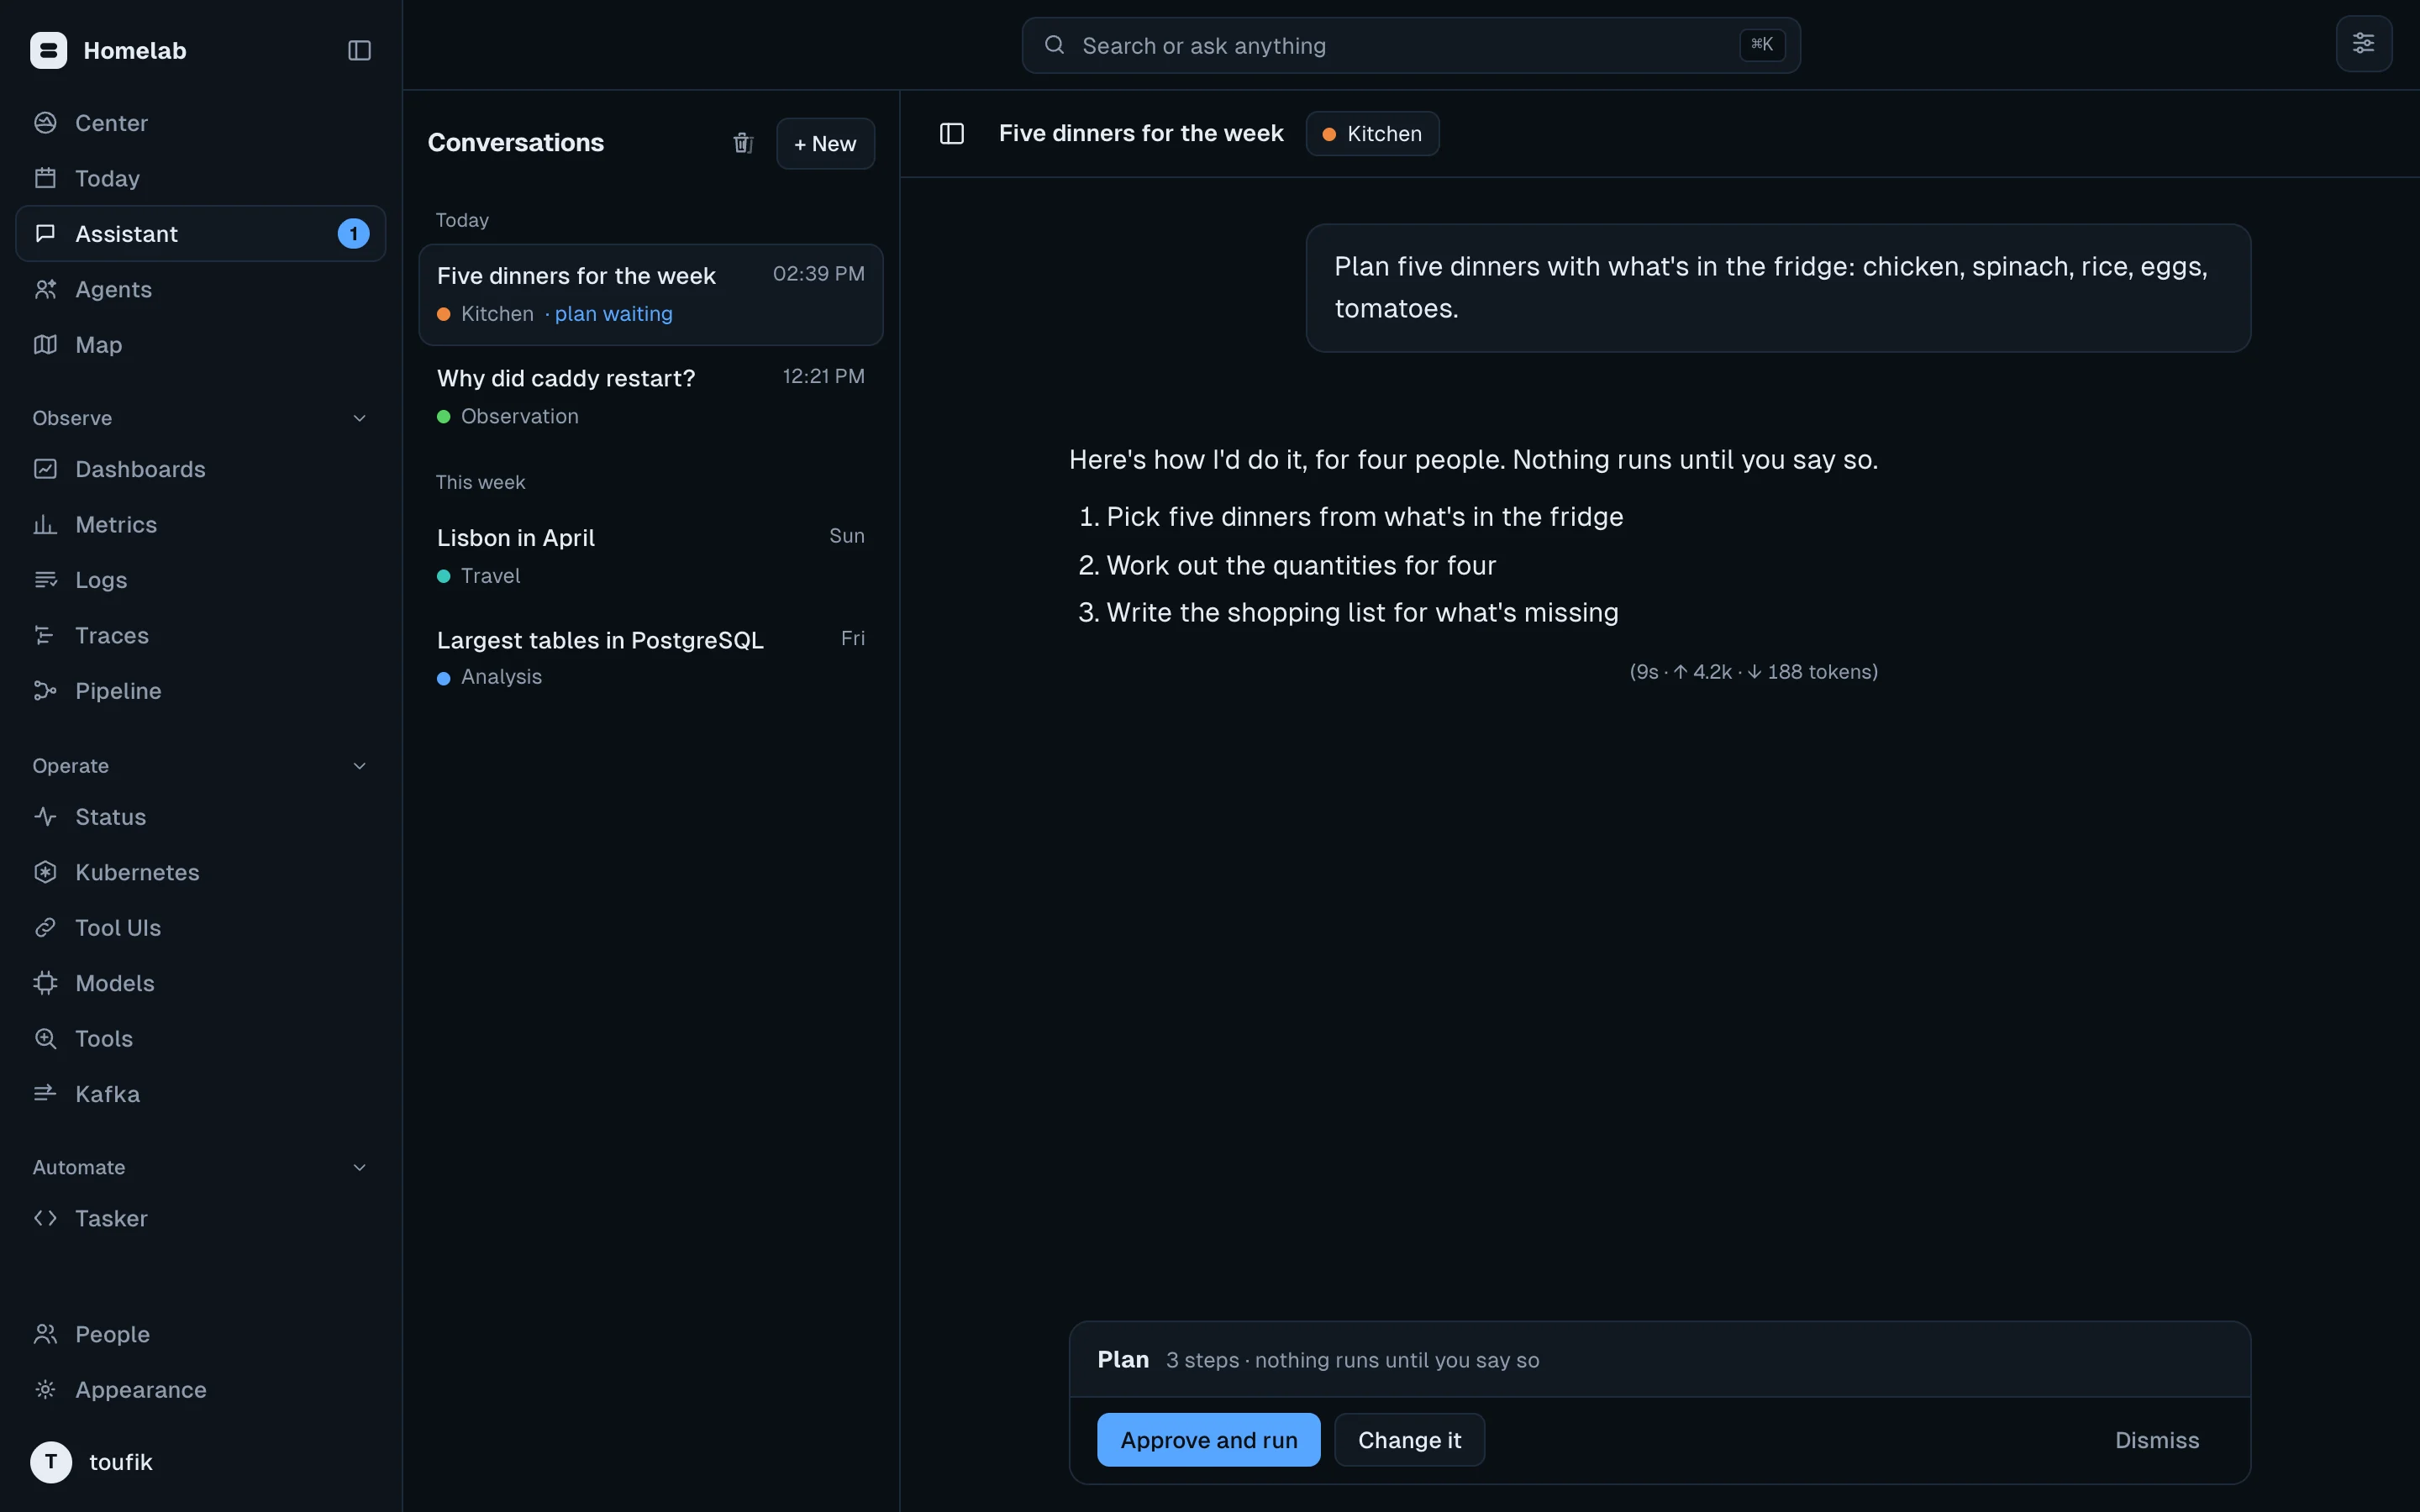 Homelab
Search or ask anything
⌘K
Center
Today
Assistant
1
Agents
Map
Observe
Dashboards
Metrics
Logs
Traces
Pipeline
Operate
Status
Kubernetes
Tool UIs
Models
Tools
Kafka
Automate
Tasker
People
Appearance
T
toufik
Conversations
+ New
Today
Five dinners for the week
02:39 PM
Kitchen · plan waiting
Why did caddy restart?
12:21 PM
Observation
This week
Lisbon in April
Sun
Travel
Largest tables in PostgreSQL
Fri
Analysis
Five dinners for the week
Kitchen
Plan five dinners with what's in the fridge: chicken, spinach, rice, eggs,
tomatoes.
Here's how I'd do it, for four people. Nothing runs until you say so.
1. Pick five dinners from what's in the fridge
2. Work out the quantities for four
3. Write the shopping list for what's missing
(9s · ↑ 4.2k · ↓ 188 tokens)
Plan 3 steps · nothing runs until you say so
Approve and run
Change it
Dismiss